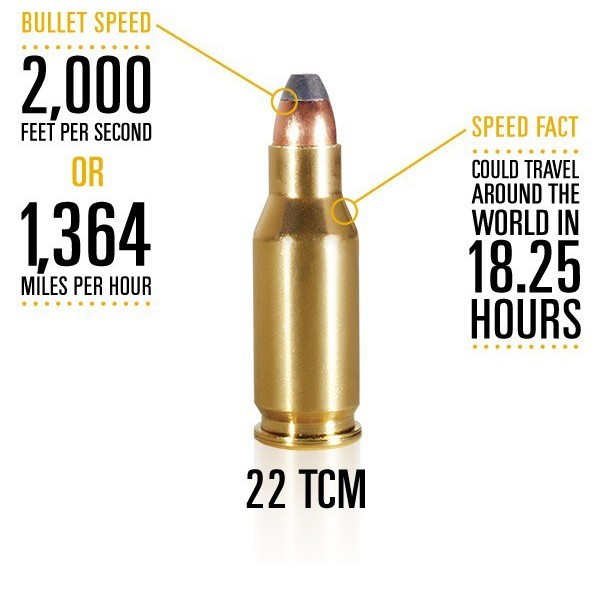 BULLET SPEED
2,000
FEET PER SECOND
OR
1,364
MILES PER HOUR
SPEED FACT
COULD TRAVEL
AROUND THE
WORLD IN
18.25
HOURS
22 TCM